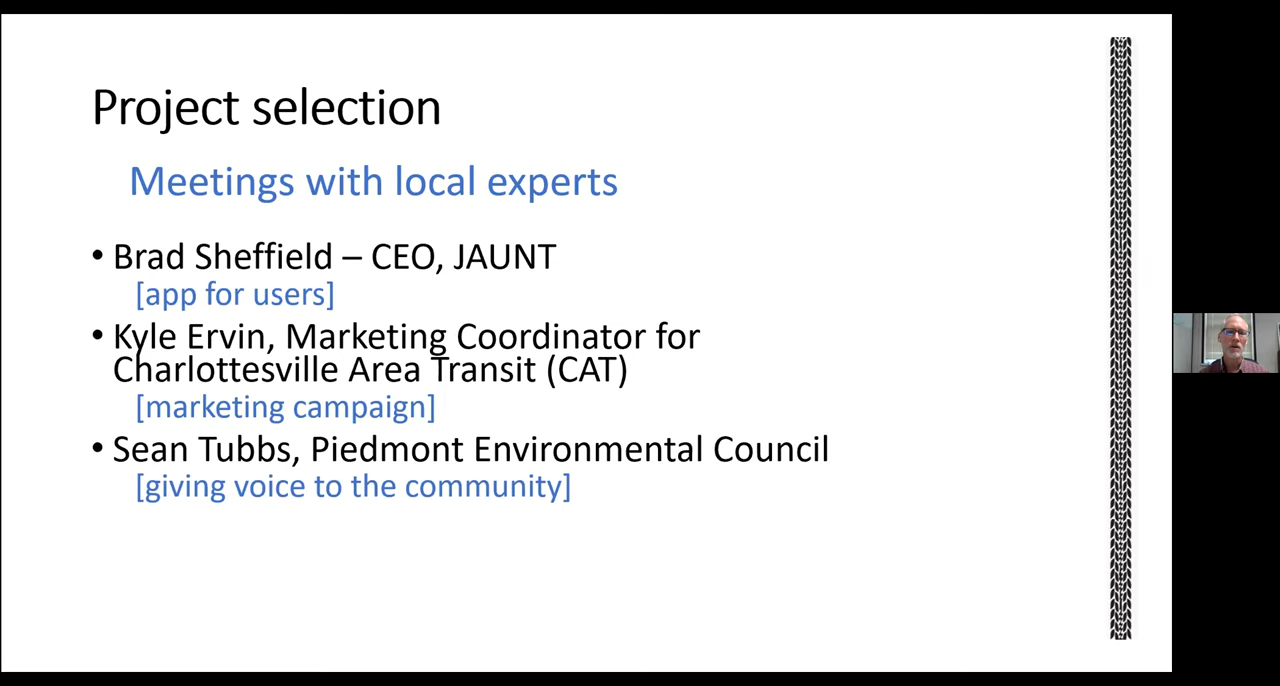 Project selection
Meetings with local experts
• Brad Sheffield – CEO, JAUNT
[app for users]
• Kyle Ervin, Marketing Coordinator for
Charlottesville Area Transit (CAT)
[marketing campaign]
• Sean Tubbs, Piedmont Environmental Council
[giving voice to the community]